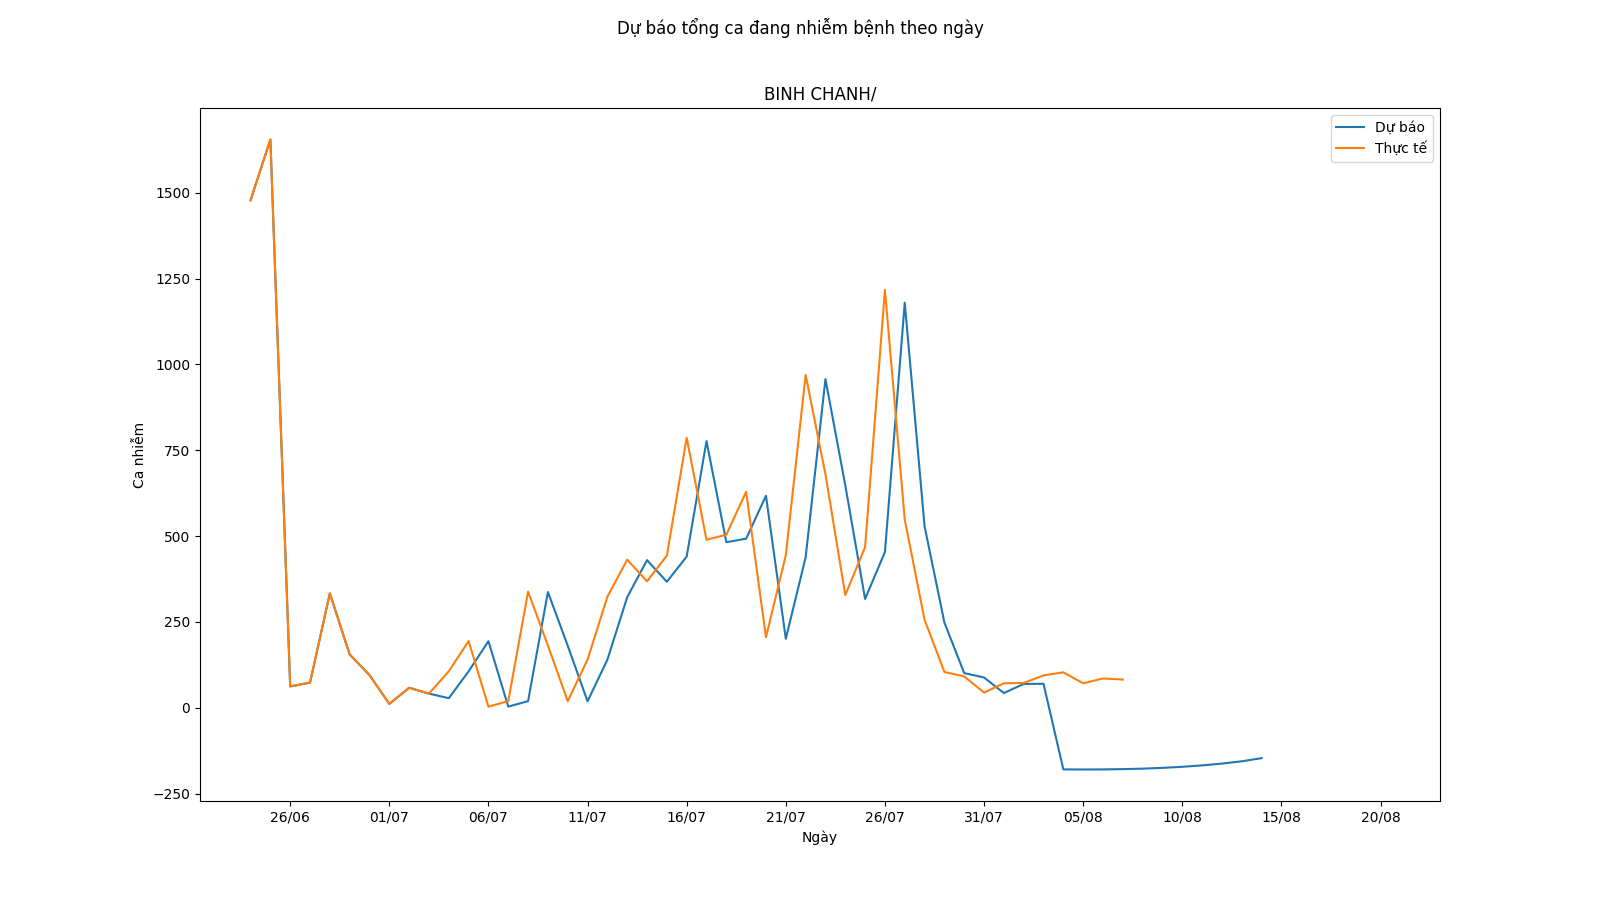 Dự báo tổng ca đang nhiễm bệnh theo ngày
BINH CHANH/
Dự báo
Thực tế
1500
1250
1000
750
500
250
0
−250
Ca nhiễm
26/06 01/07 06/07 11/07 16/07 21/07 26/07 31/07 05/08 10/08 15/08 20/08
Ngày